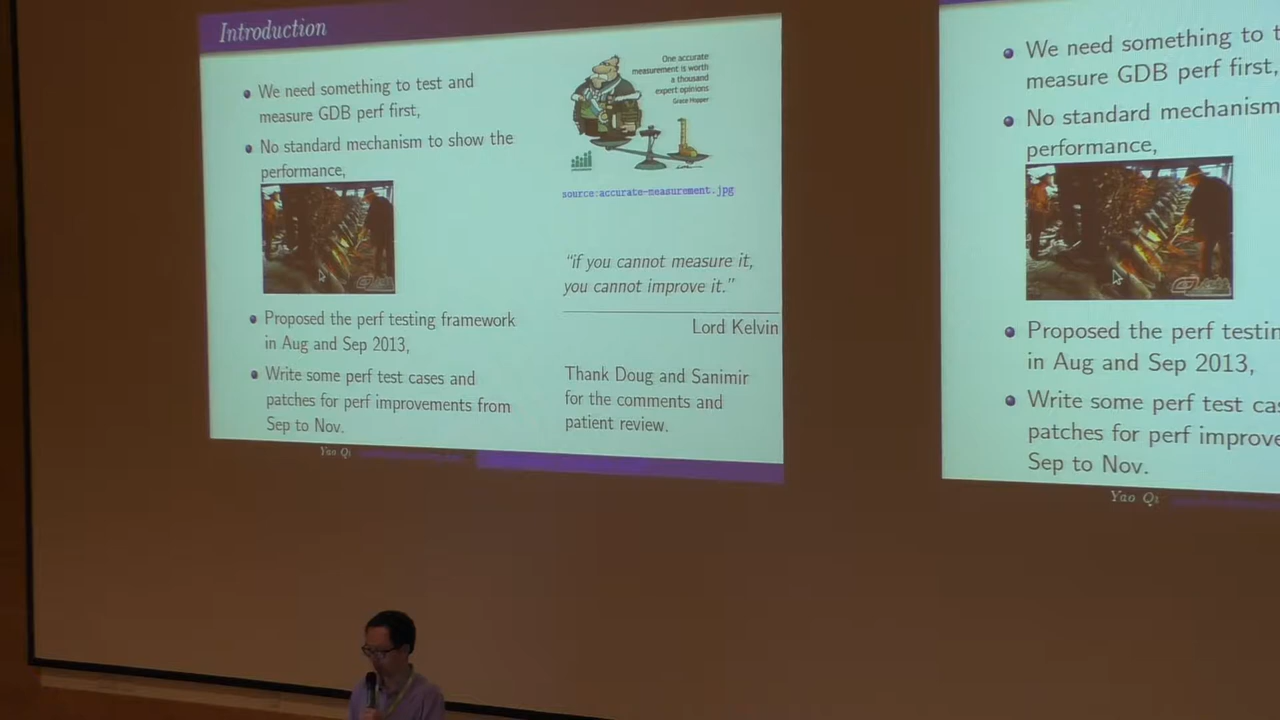 Introduction
We need something to test and
measure GDB perf first,
No standard mechanism to show the
performance,
Proposed the perf testing framework
in Aug and Sep 2013,
Write some perf test cases and
patches for perf improvements from
Sep to Nov.
One accurate
measurement is worth
a thousand
expert opinions
Grace Hopper
source:accurate-measurement.jpg
“if you cannot measure it,
you cannot improve it.”
Lord Kelvin
Thank Doug and Sanimir
for the comments and
patient review.
Yao Qi
We need something to t
measure GDB perf first,
No standard mechanism
performance,
Proposed the perf testin
in Aug and Sep 2013,
Write some perf test cas
patches for perf improve
Sep to Nov.
Yao Qi